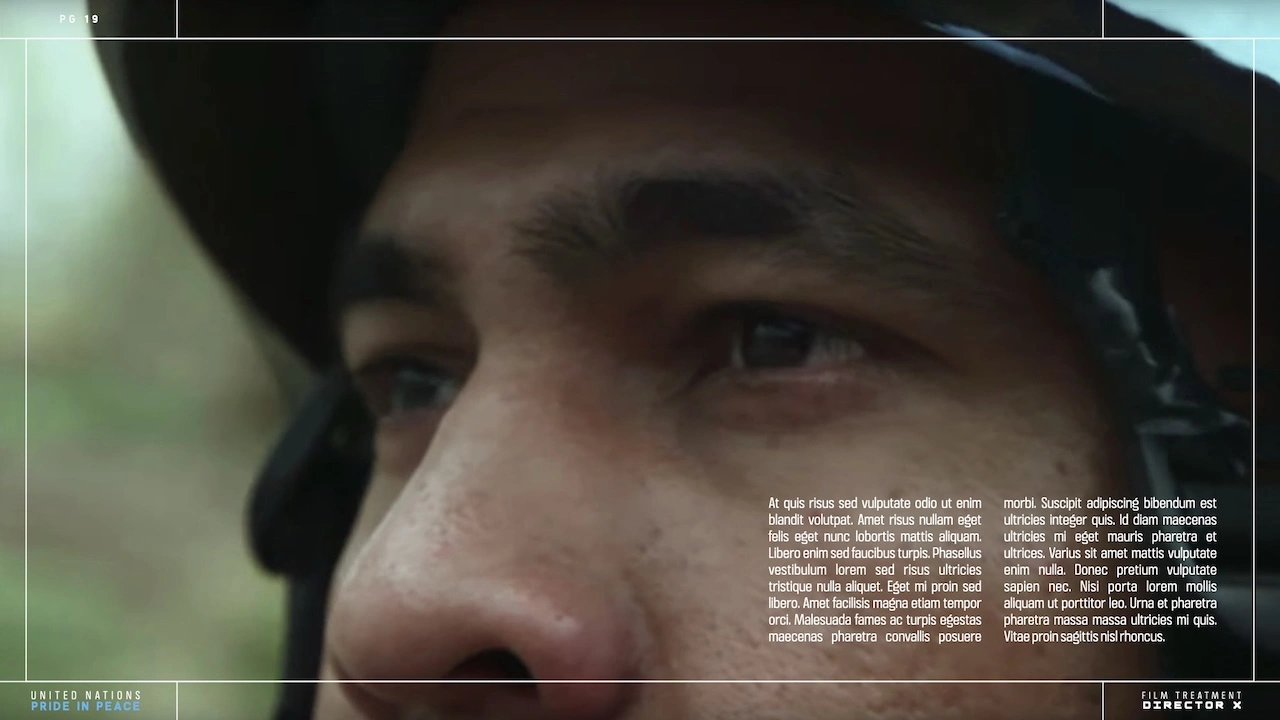 PG 19
At quis risus sed vulputate odio ut enim
blandit volutpat. Amet risus nullam eget
felis eget nunc lobortis mattis aliquam.
Libero enim sed faucibus turpis. Phasellus
vestibulum lorem sed risus ultricies
tristique nulla aliquet. Eget mi proin sed
libero. Amet facilisis magna etiam tempor
orci. Malesuada fames ac turpis egestas
maecenas pharetra convallis posuere
morbi. Suscipit adipiscing bibendum est
ultricies integer quis. Id diam maecenas
ultricies mi eget mauris pharetra et
ultrices. Varius sit amet mattis vulputate
enim nulla. Donec pretium vulputate
sapien nec. Nisi porta lorem mollis
aliquam ut porttitor leo. Urna et pharetra
pharetra massa massa ultricies mi quis.
Vitae proin sagittis nisl rhoncus.
UNITED NATIONS
PRIDE IN PEACE
FILM TREATMENT
DIRECTOR X